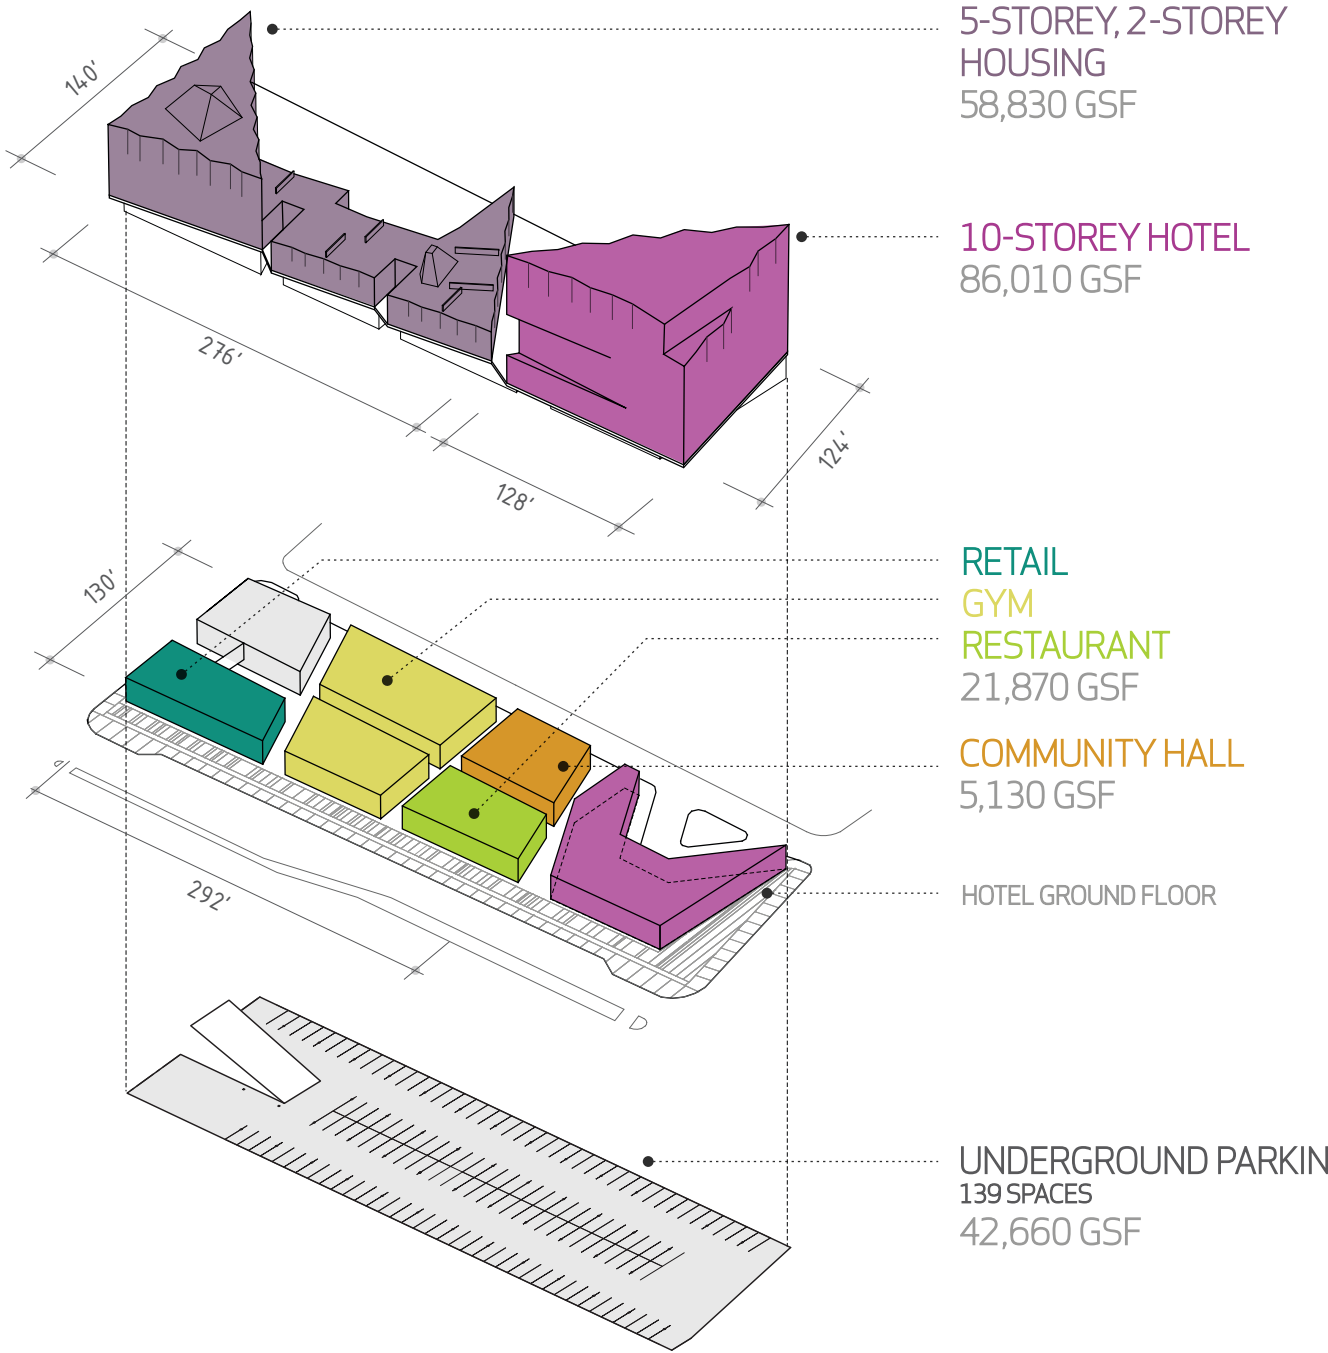 5-STOREY, 2-STOREY
HOUSING
58,830 GSF
140'
10-STOREY HOTEL
86,010 GSF
276'
128'
124'
130'
RETAIL
GYM
RESTAURANT
21,870 GSF
COMMUNITY HALL
5,130 GSF
HOTEL GROUND FLOOR
292'
UNDERGROUND PARKIN
139 SPACES
42,660 GSF